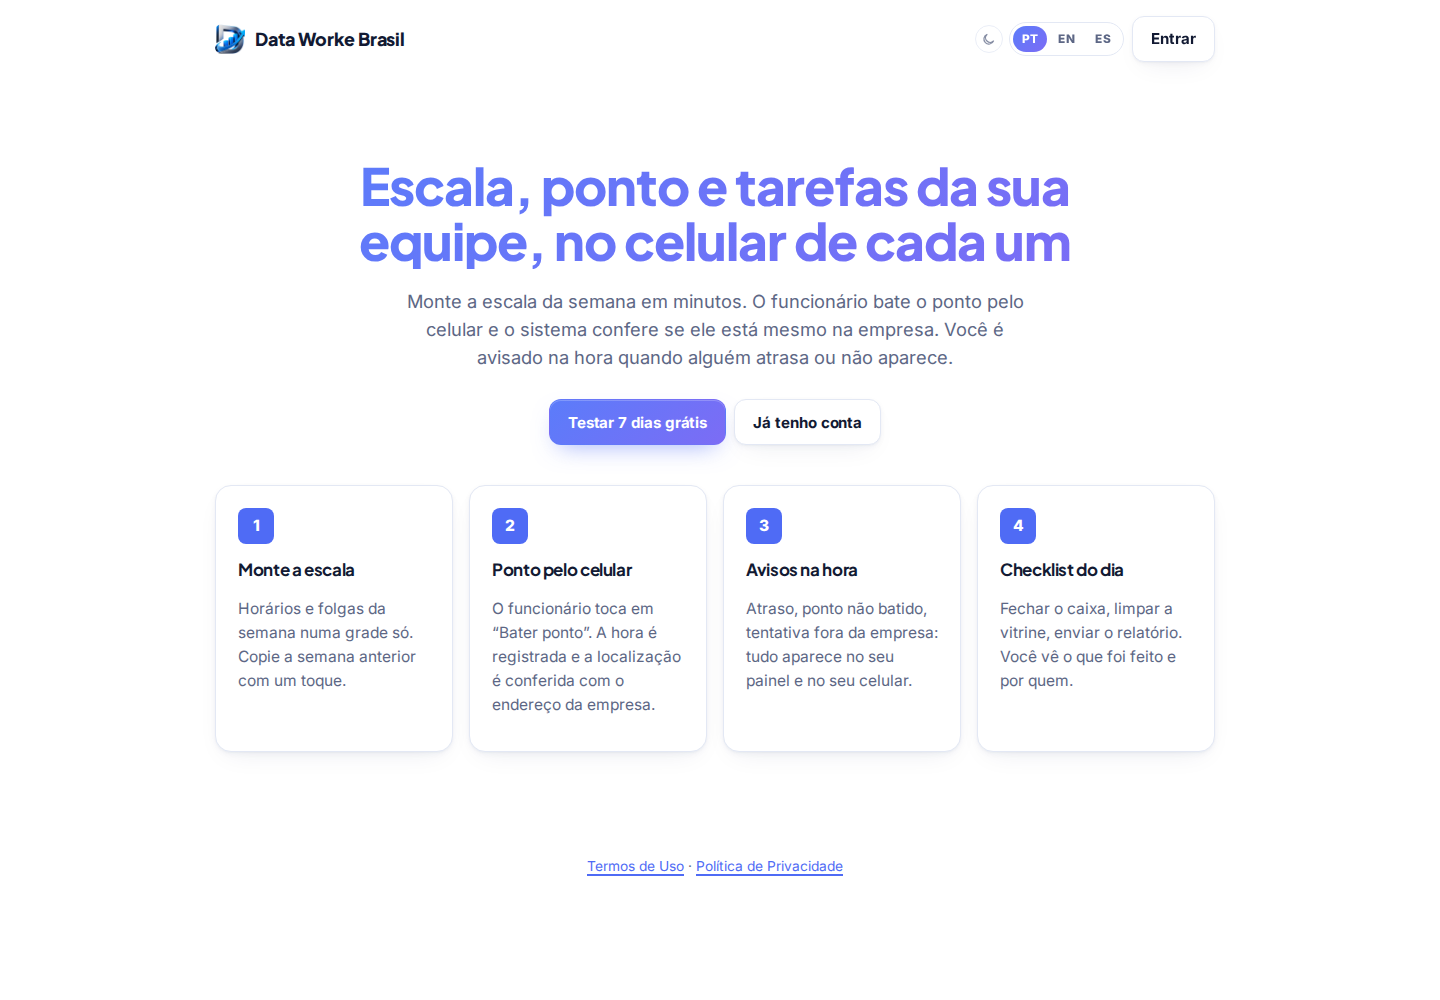 Data Worke Brasil
PT EN ES
Entrar
Escala, ponto e tarefas da sua
equipe, no celular de cada um
Monte a escala da semana em minutos. O funcionário bate o ponto pelo
celular e o sistema confere se ele está mesmo na empresa. Você é
avisado na hora quando alguém atrasa ou não aparece.
Testar 7 dias grátis
Já tenho conta
1
Monte a escala
Horários e folgas da
semana numa grade só.
Copie a semana anterior
com um toque.
2
Ponto pelo celular
O funcionário toca em
“Bater ponto”. A hora é
registrada e a localização
é conferida com o
endereço da empresa.
3
Avisos na hora
Atraso, ponto não batido,
tentativa fora da empresa:
tudo aparece no seu
painel e no seu celular.
4
Checklist do dia
Fechar o caixa, limpar a
vitrine, enviar o relatório.
Você vê o que foi feito e
por quem.
Termos de Uso · Política de Privacidade